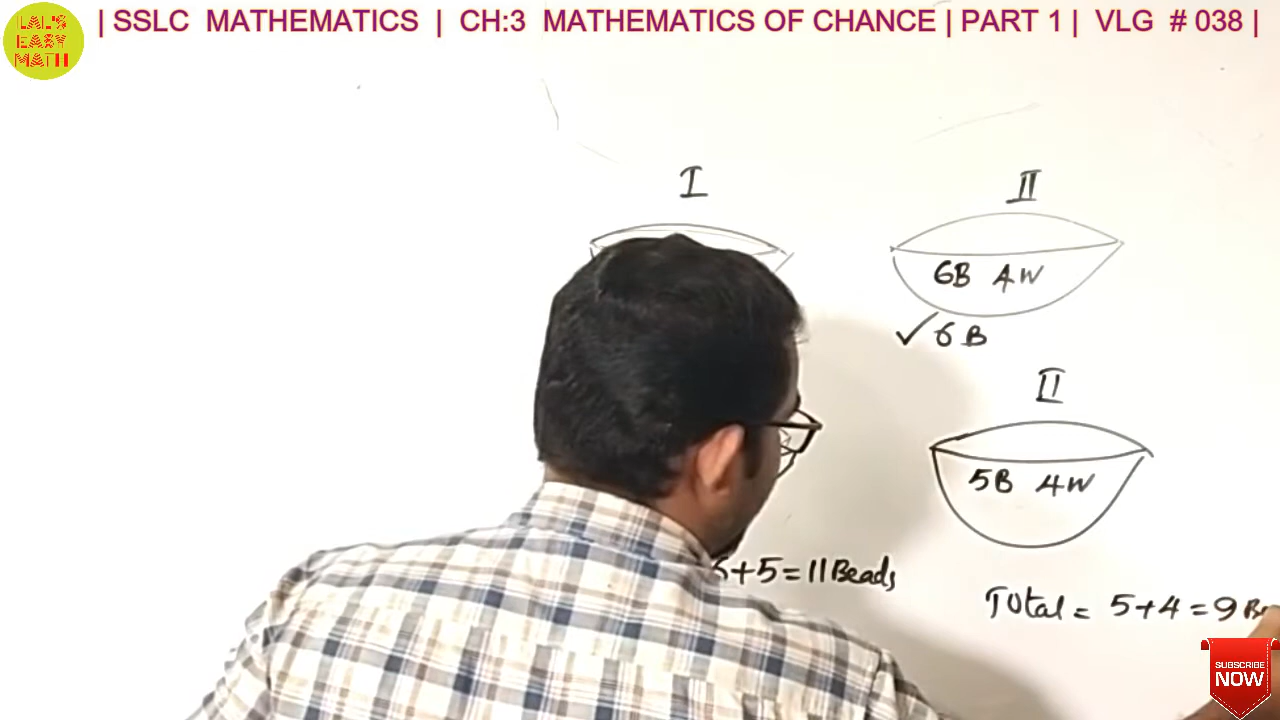 LAL'S
EASY
MATH
| SSLC MATHEMATICS | CH:3 MATHEMATICS OF CHANCE | PART 1 | VLG # 038 |
I
II
6B 4W
✓ 6B
II
5B 4W
+5=11Beads
Total = 5+4=9
SUBSCRIBE
NOW